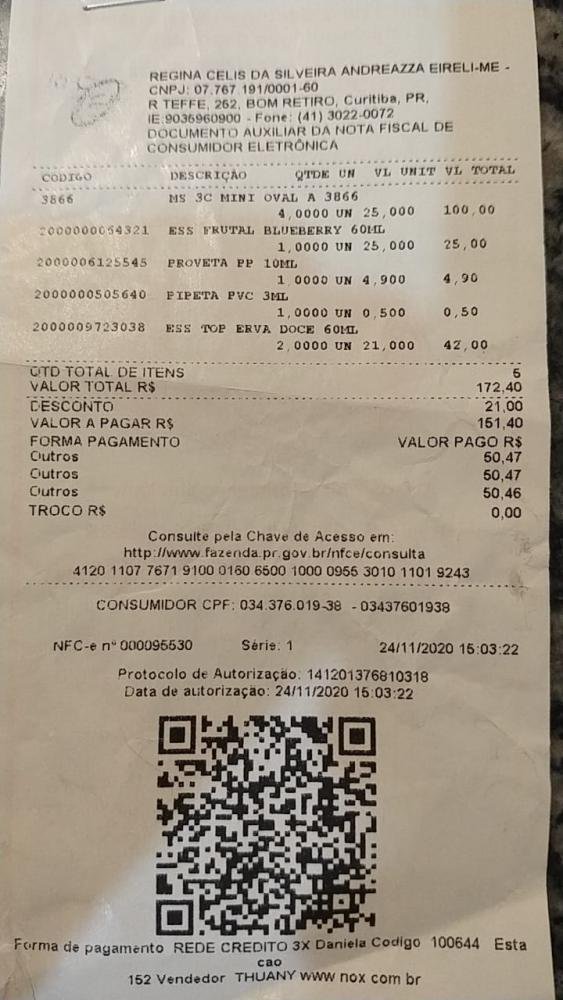 REGINA CELIS DA SILVEIRA ANDREAZZA EIRELI-ME -
CNPJ: 07.767.191/0001-60
R TEFFE, 252, BOM RETIRO, Curitiba, PR,
IE:9035960900 - Fone: (41) 3022-0072
DOCUMENTO AUXILIAR DA NOTA FISCAL DE
CONSUMIDOR ELETRÔNICA
CODIGO DESCRIÇÃO QTDE UN VL UNIT VL TOTAL
3866 MS 3C MINI OVAL A 3866
4,0000 UN 25,000 100,00
2000000054321 ESS FRUTAL BLUEBERRY 60ML
1,0000 UN 25,000 25,00
2000006125545 PROVETA PP 10ML
1,0000 UN 4,900 4,90
2000000505640 PIPETA PVC 3ML
1,0000 UN 0,500 0,50
2000009723038 ESS TOP ERVA DOCE 60ML
2,0000 UN 21,000 42,00
QTD TOTAL DE ITENS 5
VALOR TOTAL R$ 172,40
DESCONTO 21,00
VALOR A PAGAR R$ 151,40
FORMA PAGAMENTO VALOR PAGO R$
Outros 50,47
Outros 50,47
Outros 50,46
TROCO R$ 0,00
Consulte pela Chave de Acesso em:
http://www.fazenda.pr.gov.br/nfce/consulta
4120 1107 7671 9100 0160 6500 1000 0955 3010 1101 9243
CONSUMIDOR CPF: 034.376.019-38 - 03437601938
NFC-e nº 000095530 Série: 1 24/11/2020 15:03:22
Protocolo de Autorização: 141201376810318
Data de autorização: 24/11/2020 15:03:22
Forma de pagamento REDE CREDITO 3X Daniela Codigo 100644 Esta
cao
152 Vendedor THUANY www nox com br